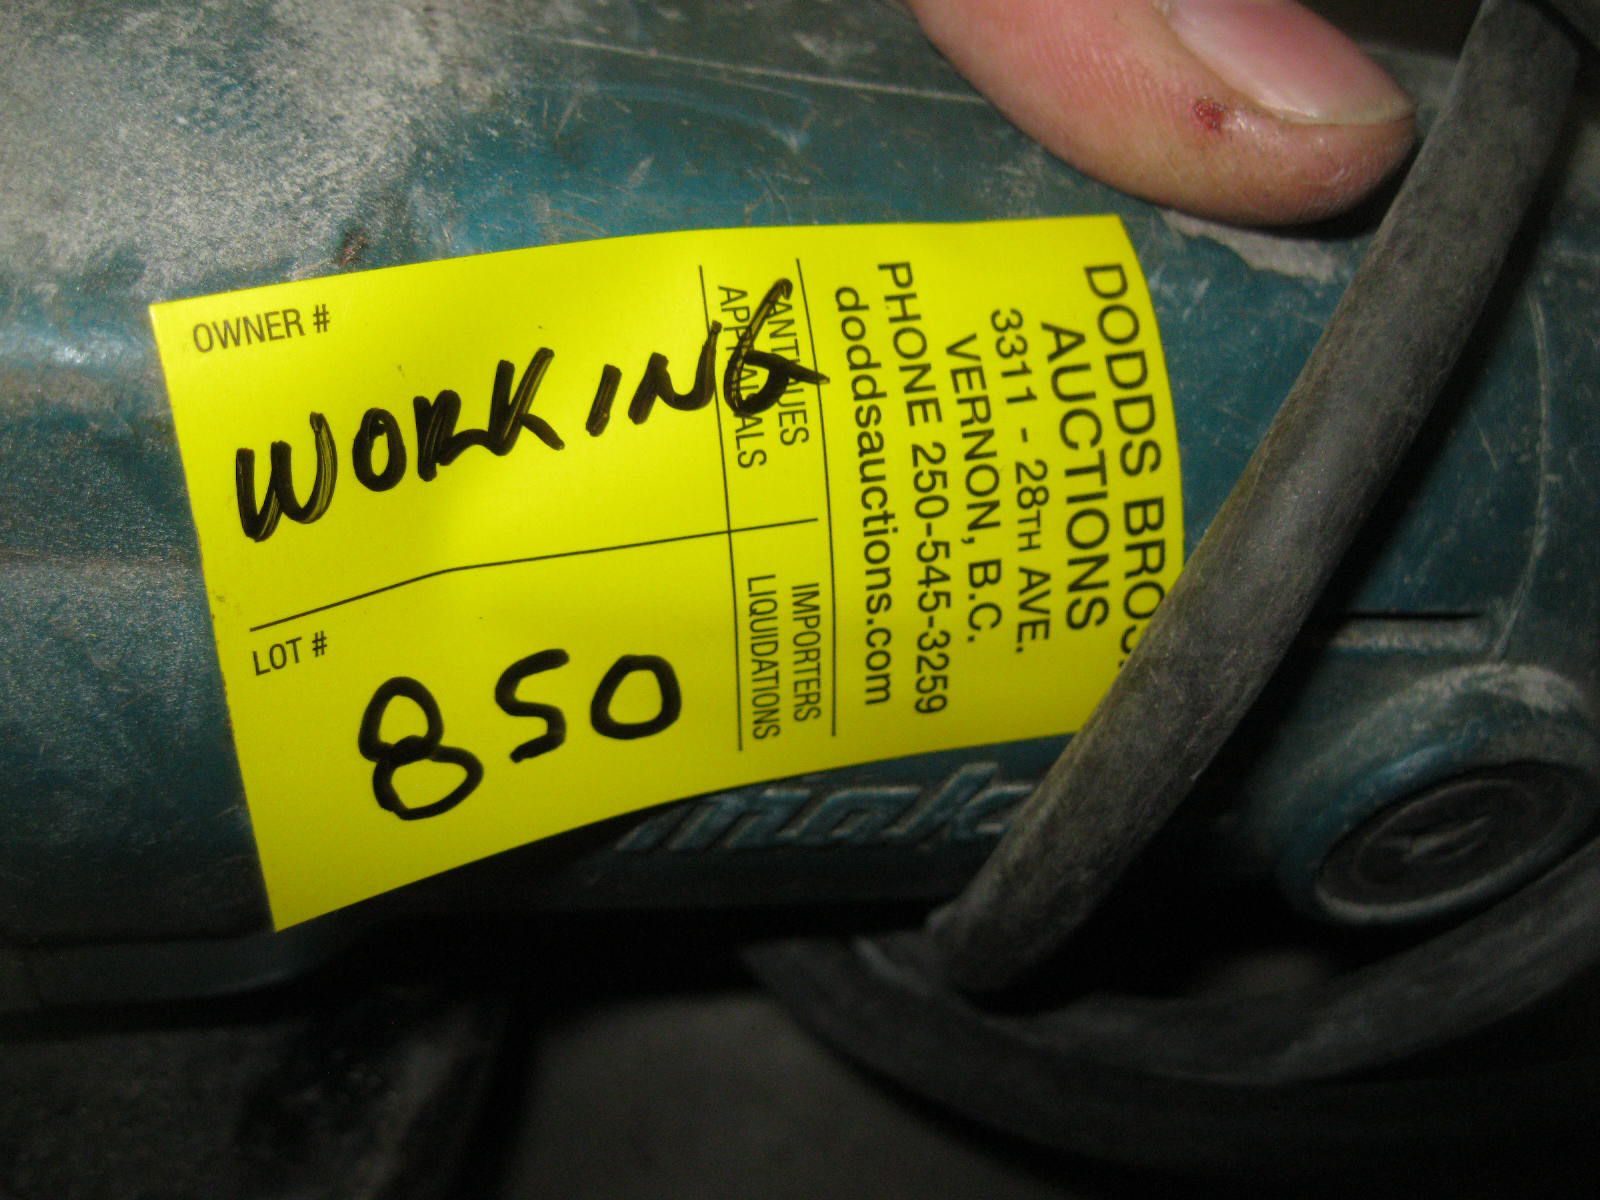 OWNER #
WORKING
LOT #
850
ANTIQUES
APPRAISALS
IMPORTERS
LIQUIDATIONS
DODDS BROS.
AUCTIONS
3311 - 28TH AVE.
VERNON, B.C.
PHONE 250-545-3259
doddsauctions.com
mak